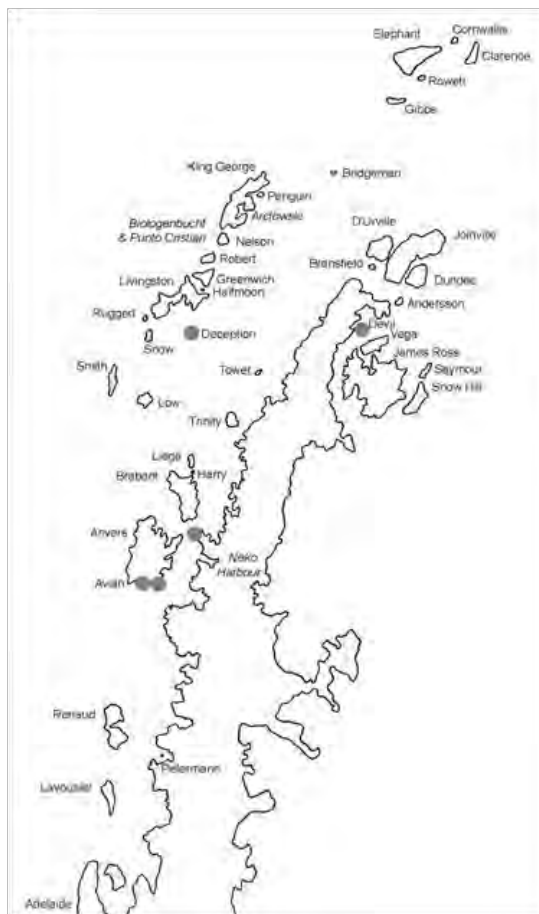 Cornwallis
Elephant
Clarence
Rowett
Gibbs
King George
Bridgeman
Penguin
Arctowski
Biologenbucht
& Punto Cristian
Nelson
D'Urville
Joinville
Robert
Bransfield
Livingston
Greenwich
Halfmoon
Dundee
Andersson
Rugged
Deception
Devil
Vega
Snow
James Ross
Smith
Tower
Seymour
Snow Hill
Low
Trinity
Liege
Brabant
Harry
Anvers
Neko
Harbour
Avian
Renaud
Petermann
Lavoisier
Adelaide